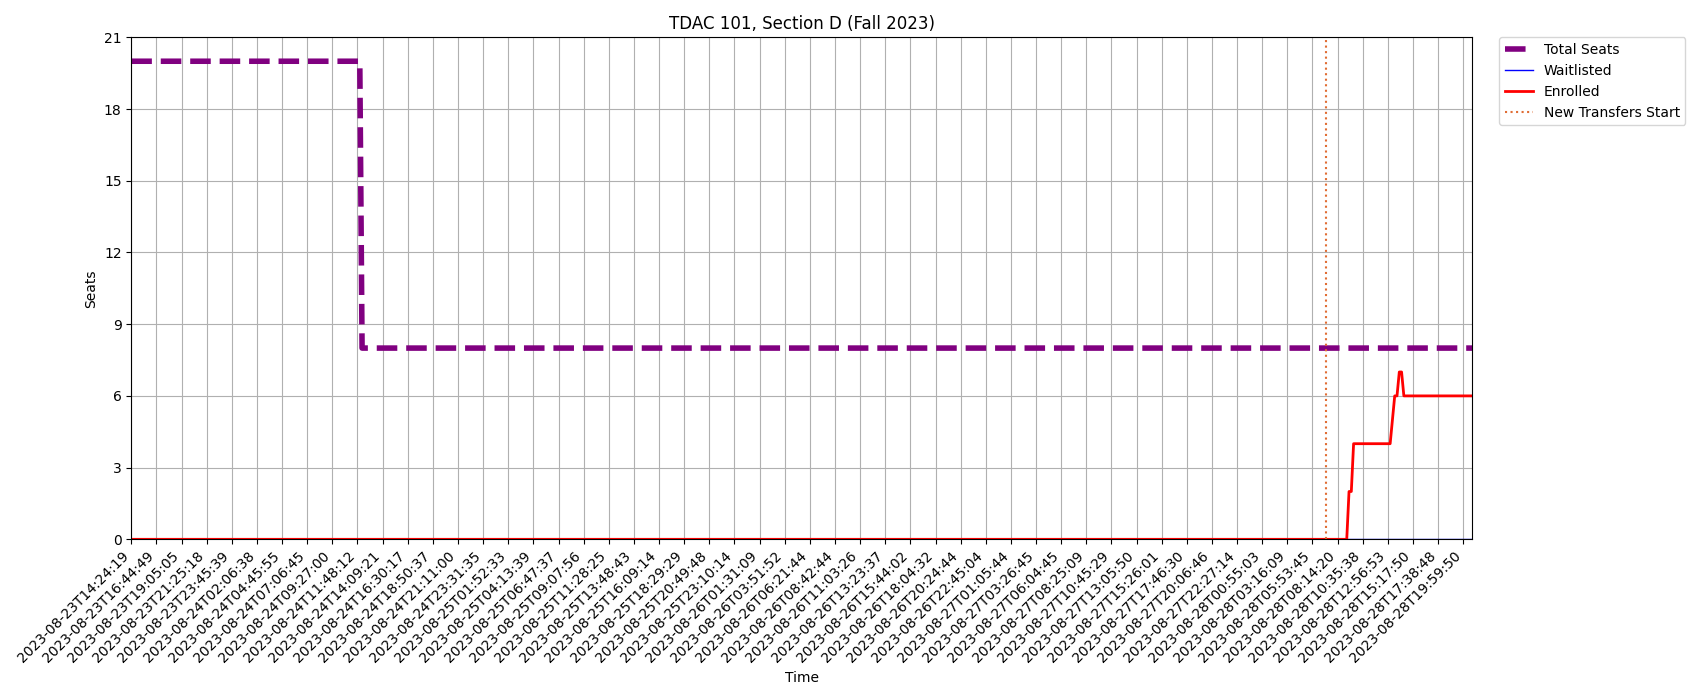 TDAC 101, Section D (Fall 2023)
21
18
15
12
9
6
3
0
Seats
Total Seats
Waitlisted
Enrolled
New Transfers Start
2023-08-23T14:24:19
2023-08-23T16:44:49
2023-08-23T19:05:05
2023-08-23T21:25:18
2023-08-23T23:45:39
2023-08-24T02:06:38
2023-08-24T04:45:55
2023-08-24T07:06:45
2023-08-24T09:27:00
2023-08-24T11:48:12
2023-08-24T14:09:21
2023-08-24T16:30:17
2023-08-24T18:50:37
2023-08-24T21:11:00
2023-08-24T23:31:35
2023-08-25T01:52:33
2023-08-25T04:13:39
2023-08-25T06:47:37
2023-08-25T09:07:56
2023-08-25T11:28:25
2023-08-25T13:48:43
2023-08-25T16:09:14
2023-08-25T18:29:29
2023-08-25T20:49:48
2023-08-25T23:10:14
2023-08-26T01:31:09
2023-08-26T03:51:52
2023-08-26T06:21:44
2023-08-26T08:42:44
2023-08-26T11:03:26
2023-08-26T13:23:37
2023-08-26T15:44:02
2023-08-26T18:04:32
2023-08-26T20:24:44
2023-08-26T22:45:04
2023-08-27T01:05:44
2023-08-27T03:26:45
2023-08-27T06:04:45
2023-08-27T08:25:09
2023-08-27T10:45:29
2023-08-27T13:05:50
2023-08-27T15:26:01
2023-08-27T17:46:30
2023-08-27T20:06:46
2023-08-27T22:27:14
2023-08-28T00:55:03
2023-08-28T03:16:09
2023-08-28T05:53:45
2023-08-28T08:14:20
2023-08-28T10:35:38
2023-08-28T12:56:53
2023-08-28T15:17:50
2023-08-28T17:38:48
2023-08-28T19:59:50
Time